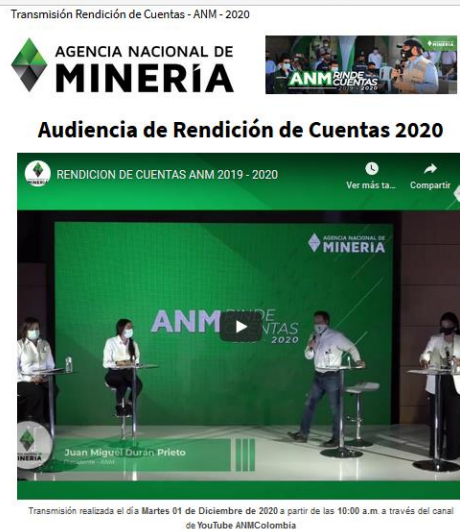 Transmisión Rendición de Cuentas - ANM - 2020
AGENCIA NACIONAL DE
MINERÍA
ANM RINDE
CUENTAS
2019 - 2020
Audiencia de Rendición de Cuentas 2020
RENDICION DE CUENTAS ANM 2019 - 2020
Ver más ta...
Compartir
AGENCIA NACIONAL DE
MINERÍA
ANM RINDE
NTAS
2020
Juan Miguel Durán Prieto
Presidente - ANM
Transmisión realizada el día Martes 01 de Diciembre de 2020 a partir de las 10:00 a.m. a través del canal
de YouTube ANMColombia